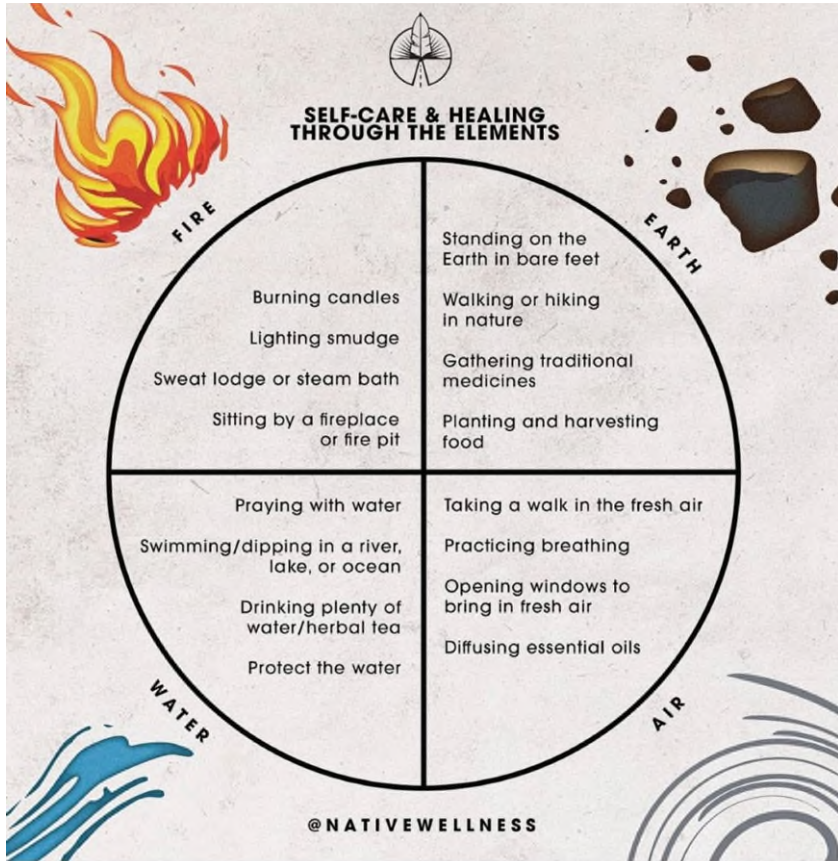 SELF-CARE & HEALING
THROUGH THE ELEMENTS
FIRE
Burning candles
Lighting smudge
Sweat lodge or steam bath
Sitting by a fireplace
or fire pit
EARTH
Standing on the
Earth in bare feet
Walking or hiking
in nature
Gathering traditional
medicines
Planting and harvesting
food
WATER
Praying with water
Swimming/dipping in a river,
lake, or ocean
Drinking plenty of
water/herbal tea
Protect the water
AIR
Taking a walk in the fresh air
Practicing breathing
Opening windows to
bring in fresh air
Diffusing essential oils
@NATIVEWELLNESS